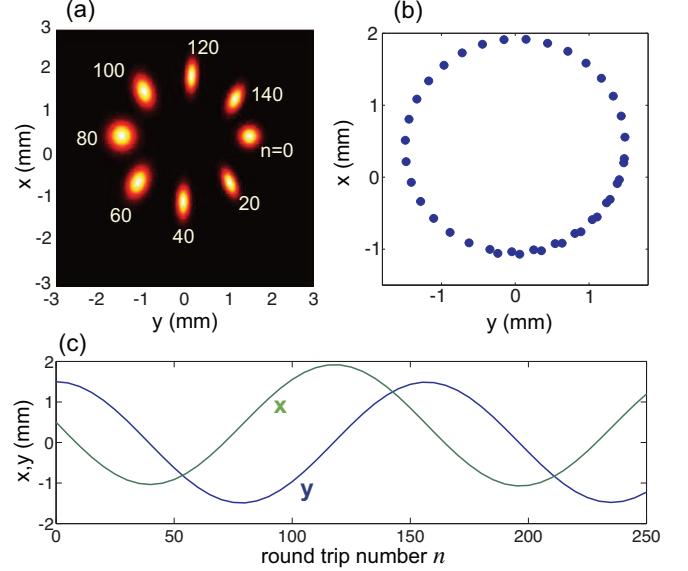 (a)
3
2
1
0
-1
-2
-3
x (mm)
120
100
140
80
n=0
60
20
40
-3 -2 -1 0 1 2 3
y (mm)
(b)
2
1
0
-1
x (mm)
-1 0 1
y (mm)
(c)
2
1
0
-1
-2
x,y (mm)
x
y
0 50 100 150 200 250
round trip number n